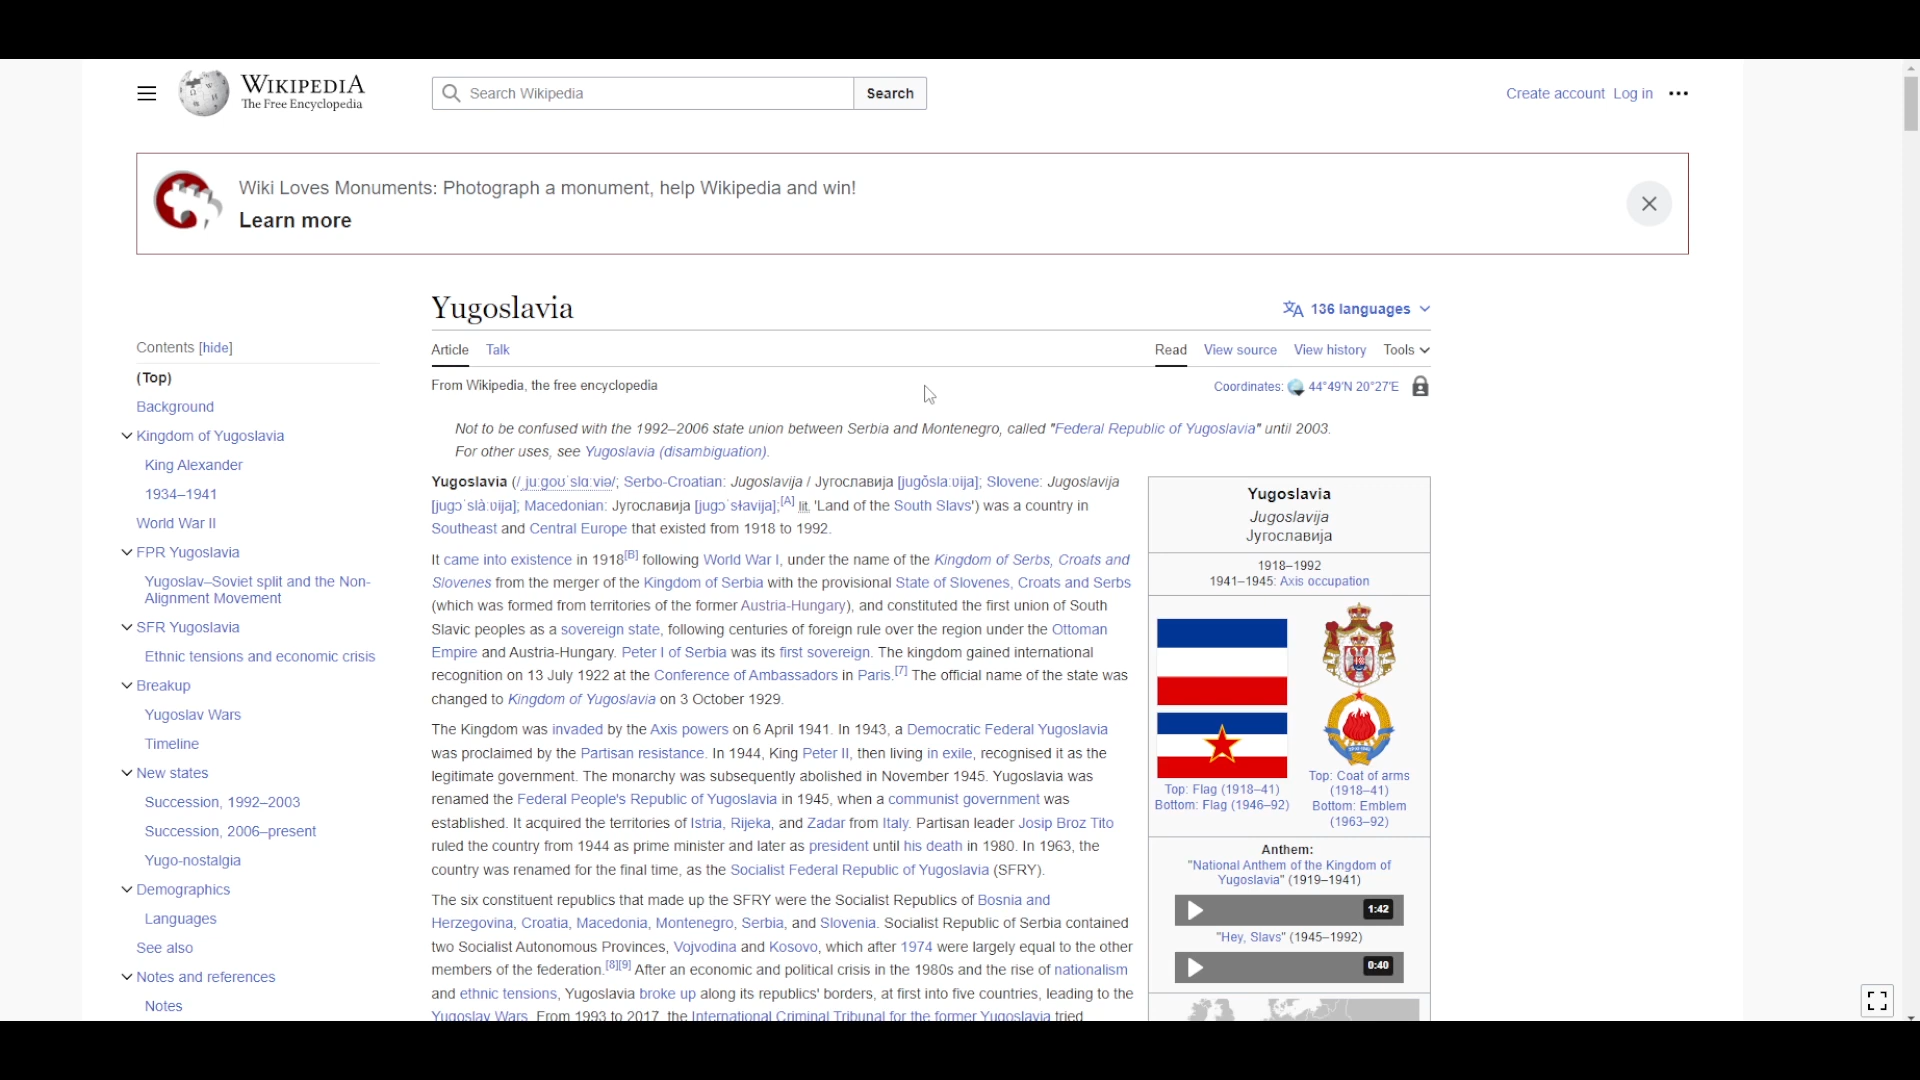 WIKIPEDIA
The Free Encyclopedia
Search Wikipedia
Search
Create account Log in
Wiki Loves Monuments: Photograph a monument, help Wikipedia and win!
Learn more
Contents [hide]
(Top)
Background
Kingdom of Yugoslavia
King Alexander
1934–1941
World War II
FPR Yugoslavia
Yugoslav–Soviet split and the Non-
Alignment Movement
SFR Yugoslavia
Ethnic tensions and economic crisis
Breakup
Yugoslav Wars
Timeline
New states
Succession, 1992–2003
Succession, 2006–present
Yugo-nostalgia
Demographics
Languages
See also
Notes and references
Notes
Yugoslavia
136 languages
Article Talk
Read View source View history Tools
From Wikipedia, the free encyclopedia
Coordinates: 44°49′N 20°27′E
Not to be confused with the 1992–2006 state union between Serbia and Montenegro, called "Federal Republic of Yugoslavia" until 2003.
For other uses, see Yugoslavia (disambiguation).
Yugoslavia (/ˌjuːɡoʊˈslɑːviə/; Serbo-Croatian: Jugoslavija / Југославија [juɡǒslaːʋija]; Slovene: Jugoslavija
[juɡɔˈslàːʋija]; Macedonian: Југославија [juɡɔˈsɫavija];[A] lit. 'Land of the South Slavs') was a country in
Southeast and Central Europe that existed from 1918 to 1992.
It came into existence in 1918[B] following World War I, under the name of the Kingdom of Serbs, Croats and
Slovenes from the merger of the Kingdom of Serbia with the provisional State of Slovenes, Croats and Serbs
(which was formed from territories of the former Austria-Hungary), and constituted the first union of South
Slavic peoples as a sovereign state, following centuries of foreign rule over the region under the Ottoman
Empire and Austria-Hungary. Peter I of Serbia was its first sovereign. The kingdom gained international
recognition on 13 July 1922 at the Conference of Ambassadors in Paris.[7] The official name of the state was
changed to Kingdom of Yugoslavia on 3 October 1929.
The Kingdom was invaded by the Axis powers on 6 April 1941. In 1943, a Democratic Federal Yugoslavia
was proclaimed by the Partisan resistance. In 1944, King Peter II, then living in exile, recognised it as the
legitimate government. The monarchy was subsequently abolished in November 1945. Yugoslavia was
renamed the Federal People's Republic of Yugoslavia in 1945, when a communist government was
established. It acquired the territories of Istria, Rijeka, and Zadar from Italy. Partisan leader Josip Broz Tito
ruled the country from 1944 as prime minister and later as president until his death in 1980. In 1963, the
country was renamed for the final time, as the Socialist Federal Republic of Yugoslavia (SFRY).
The six constituent republics that made up the SFRY were the Socialist Republics of Bosnia and
Herzegovina, Croatia, Macedonia, Montenegro, Serbia, and Slovenia. Socialist Republic of Serbia contained
two Socialist Autonomous Provinces, Vojvodina and Kosovo, which after 1974 were largely equal to the other
members of the federation.[8][9] After an economic and political crisis in the 1980s and the rise of nationalism
and ethnic tensions, Yugoslavia broke up along its republics' borders, at first into five countries, leading to the
Yugoslav Wars. From 1993 to 2017, the International Criminal Tribunal for the former Yugoslavia tried
Yugoslavia
Jugoslavija
Југославија
1918–1992
1941–1945: Axis occupation
Top: Flag (1918–41)
Bottom: Flag (1946–92)
Top: Coat of arms
(1918–41)
Bottom: Emblem
(1963–92)
Anthem:
"National Anthem of the Kingdom of
Yugoslavia" (1919–1941)
1:42
"Hey, Slavs" (1945–1992)
0:40